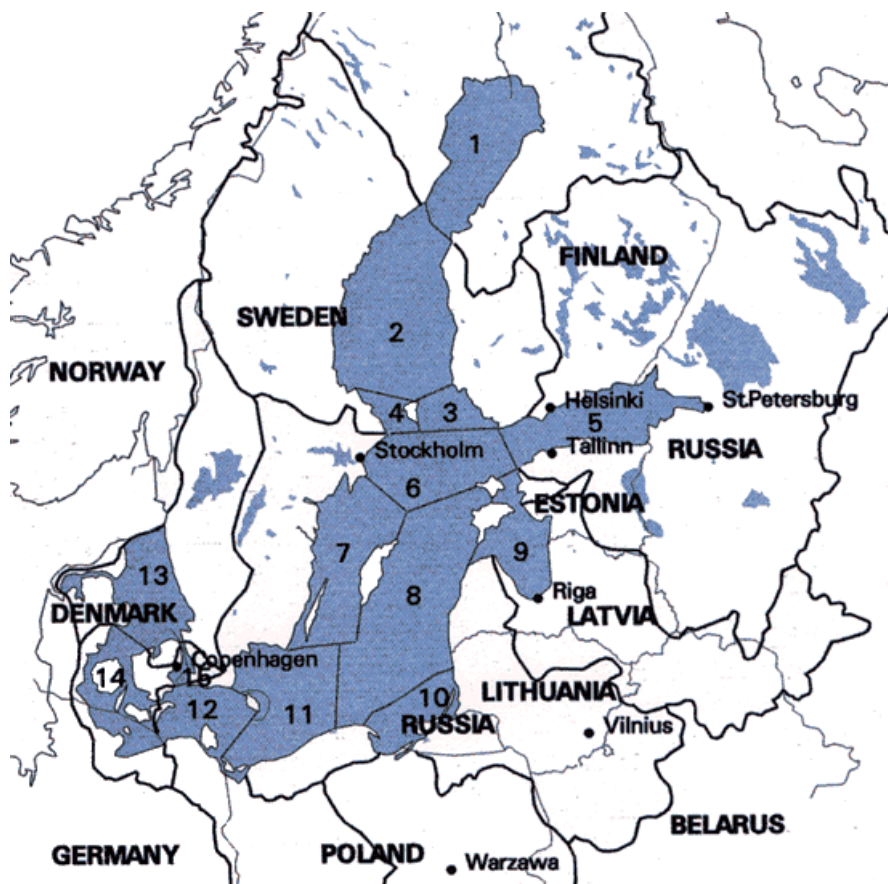 1
FINLAND
SWEDEN
2
NORWAY
4
3
Helsinki
5
St.Petersburg
Stockholm
Tallinn
RUSSIA
6
ESTONIA
7
9
13
8
Riga
DENMARK
LATVIA
Copenhagen
14
15
12
11
10
LITHUANIA
RUSSIA
Vilnius
BELARUS
GERMANY
POLAND
Warzawa